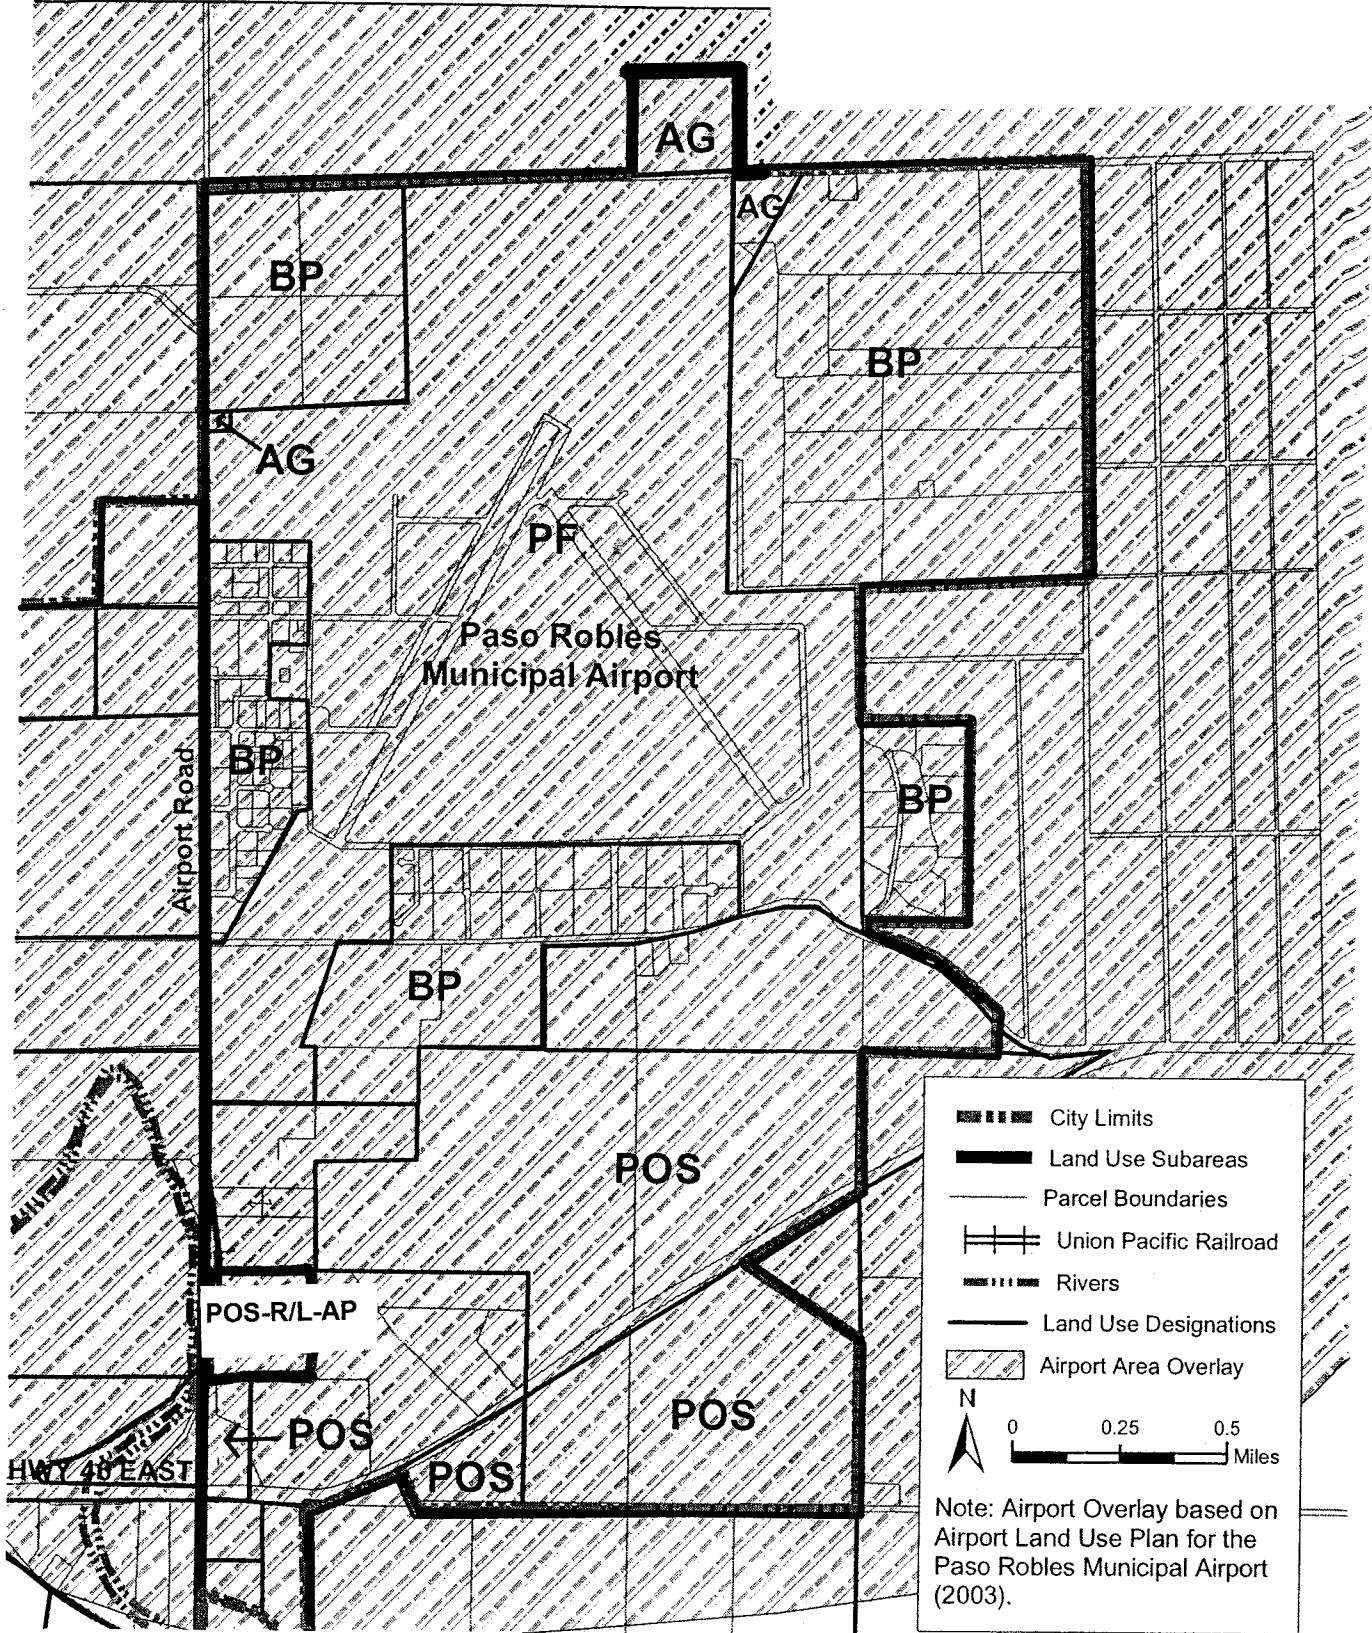 AG
AG
BP
BP
AG
PF
Paso Robles
Municipal Airport
BP
Airport Road
BP
BP
POS
POS-R/L-AP
POS
POS
POS
HWY 46 EAST
City Limits
Land Use Subareas
Parcel Boundaries
Union Pacific Railroad
Rivers
Land Use Designations
Airport Area Overlay
N
0 0.25 0.5
Miles
Note: Airport Overlay based on
Airport Land Use Plan for the
Paso Robles Municipal Airport
(2003).